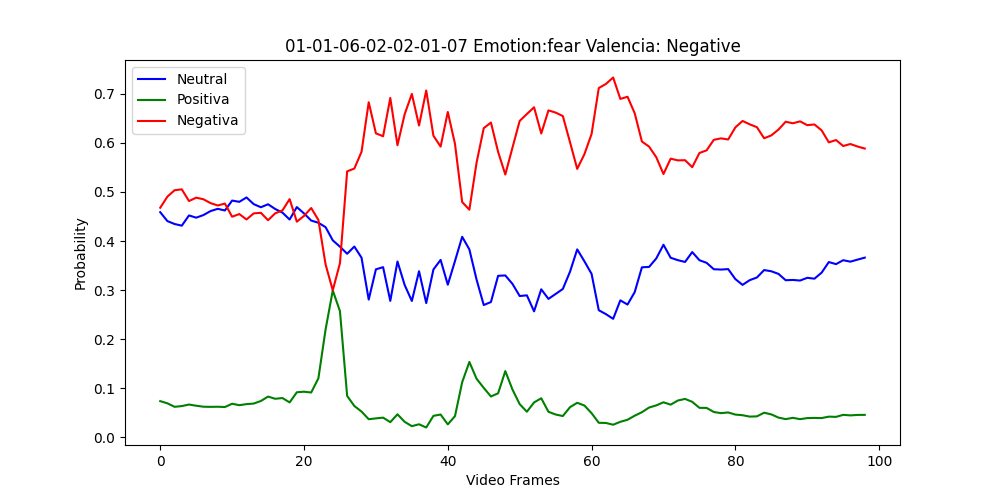 01-01-06-02-02-01-07 Emotion:fear Valencia: Negative
Neutral
Positiva
Negativa
Probability
0.7
0.6
0.5
0.4
0.3
0.2
0.1
0.0
0 20 40 60 80 100
Video Frames